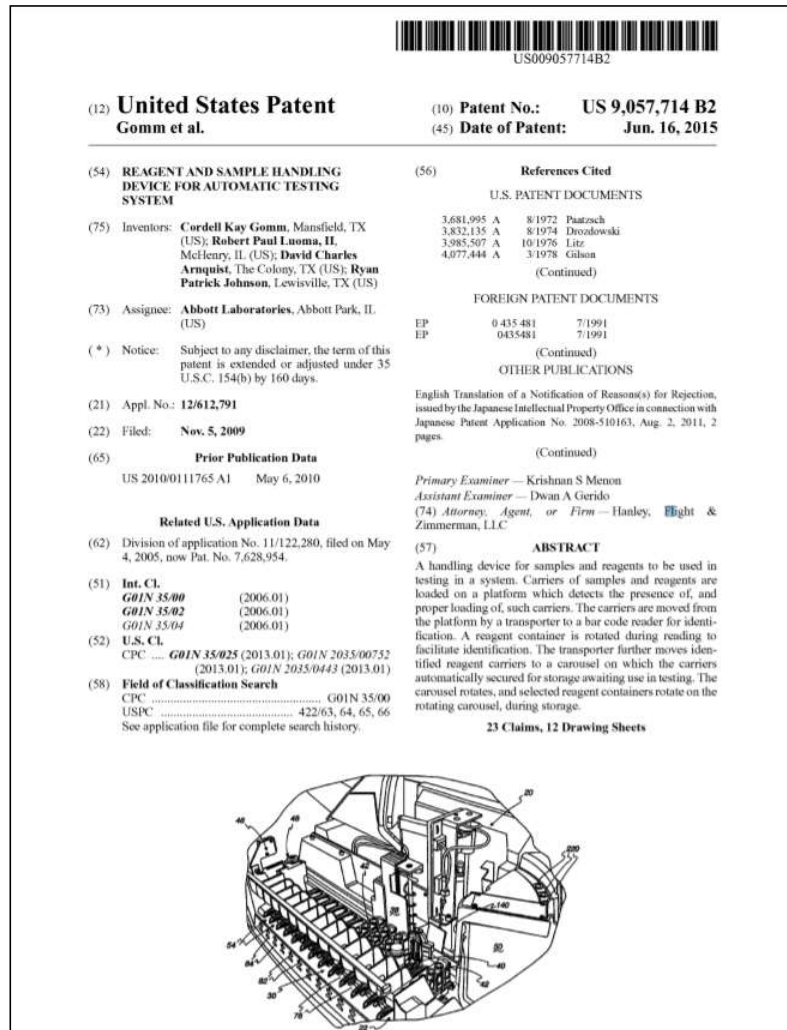 US009057714B2
(12) United States Patent
Gomm et al.
(10) Patent No.: US 9,057,714 B2
(45) Date of Patent: Jun. 16, 2015
(54) REAGENT AND SAMPLE HANDLING
DEVICE FOR AUTOMATIC TESTING
SYSTEM
(75) Inventors: Cordell Kay Gomm, Mansfield, TX
(US); Robert Paul Luoma, II,
McHenry, IL (US); David Charles
Arnquist, The Colony, TX (US); Ryan
Patrick Johnson, Lewisville, TX (US)
(73) Assignee: Abbott Laboratories, Abbott Park, IL
(US)
( * ) Notice: Subject to any disclaimer, the term of this
patent is extended or adjusted under 35
U.S.C. 154(b) by 160 days.
(21) Appl. No.: 12/612,791
(22) Filed: Nov. 5, 2009
(65) Prior Publication Data
US 2010/0111765 A1 May 6, 2010
Related U.S. Application Data
(62) Division of application No. 11/122,280, filed on May
4, 2005, now Pat. No. 7,628,954.
(51) Int. Cl.
G01N 35/00 (2006.01)
G01N 35/02 (2006.01)
G01N 35/04 (2006.01)
(52) U.S. Cl.
CPC .... G01N 35/025 (2013.01); G01N 2035/00752
(2013.01); G01N 2035/0443 (2013.01)
(58) Field of Classification Search
CPC .................................................... G01N 35/00
USPC ................................... 422/63, 64, 65, 66
See application file for complete search history.
(56) References Cited
U.S. PATENT DOCUMENTS
3,681,995 A 8/1972 Paatzsch
3,832,135 A 8/1974 Drozdowski
3,985,507 A 10/1976 Litz
4,077,444 A 3/1978 Gilson
(Continued)
FOREIGN PATENT DOCUMENTS
EP 0 435 481 7/1991
EP 0435481 7/1991
(Continued)
OTHER PUBLICATIONS
English Translation of a Notification of Reasons(s) for Rejection,
issued by the Japanese Intellectual Property Office in connection with
Japanese Patent Application No. 2008-510163, Aug. 2, 2011, 2
pages.
(Continued)
Primary Examiner — Krishnan S Menon
Assistant Examiner — Dwan A Gerido
(74) Attorney, Agent, or Firm — Hanley, Flight &
Zimmerman, LLC
(57) ABSTRACT
A handling device for samples and reagents to be used in
testing in a system. Carriers of samples and reagents are
loaded on a platform which detects the presence of, and
proper loading of, such carriers. The carriers are moved from
the platform by a transporter to a bar code reader for identi-
fication. A reagent container is rotated during reading to
facilitate identification. The transporter further moves iden-
tified reagent carriers to a carousel on which the carriers
automatically secured for storage awaiting use in testing. The
carousel rotates, and selected reagent containers rotate on the
rotating carousel, during storage.
23 Claims, 12 Drawing Sheets
20
220
46
48
140
54
84
82
30
78
40
42